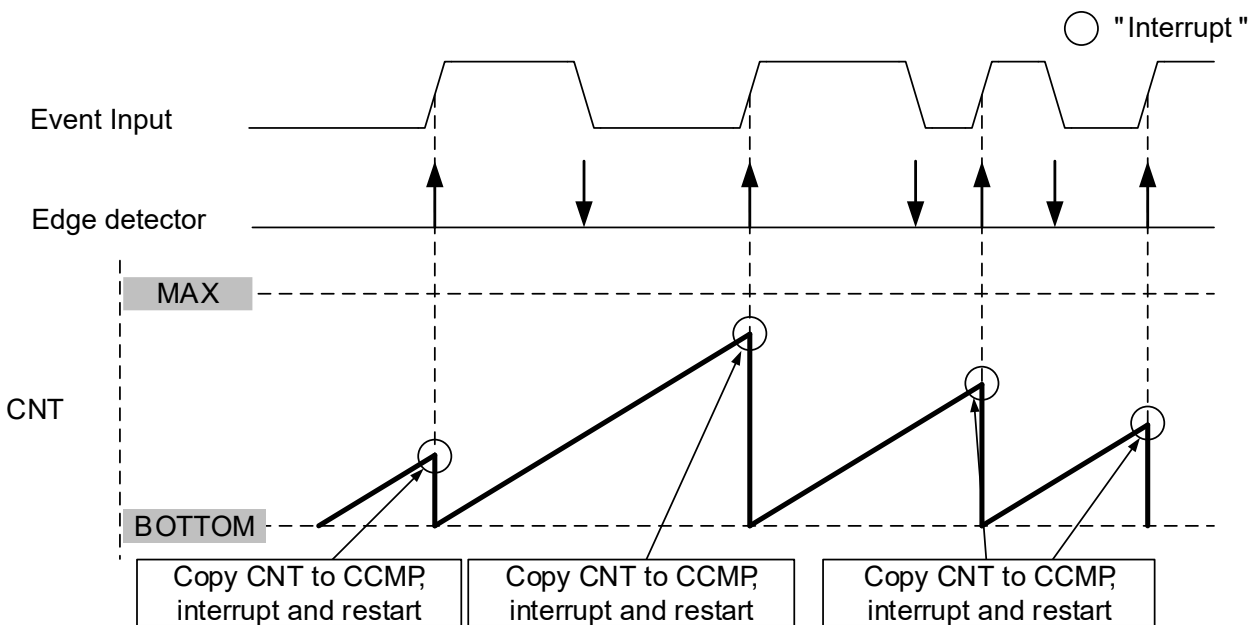 "Interrupt"
Event Input
Edge detector
MAX
CNT
BOTTOM
Copy CNT to CCMP,
interrupt and restart
Copy CNT to CCMP,
interrupt and restart
Copy CNT to CCMP,
interrupt and restart